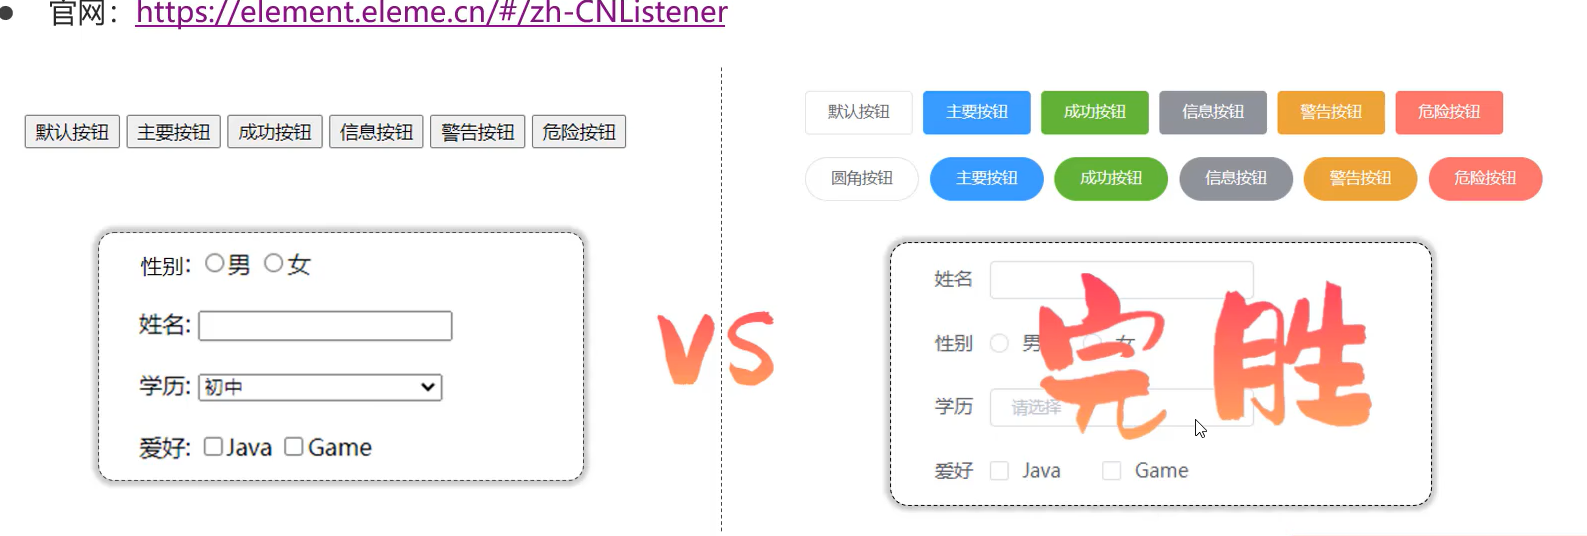 官网：https://element.eleme.cn/#/zh-CNListener
默认按钮 主要按钮 成功按钮 信息按钮 警告按钮 危险按钮
性别: 男 女
姓名:
学历: 初中
爱好: Java Game
VS
默认按钮 主要按钮 成功按钮 信息按钮 警告按钮 危险按钮
圆角按钮 主要按钮 成功按钮 信息按钮 警告按钮 危险按钮
姓名
性别 男 女
学历 请选择
爱好 Java Game
完胜